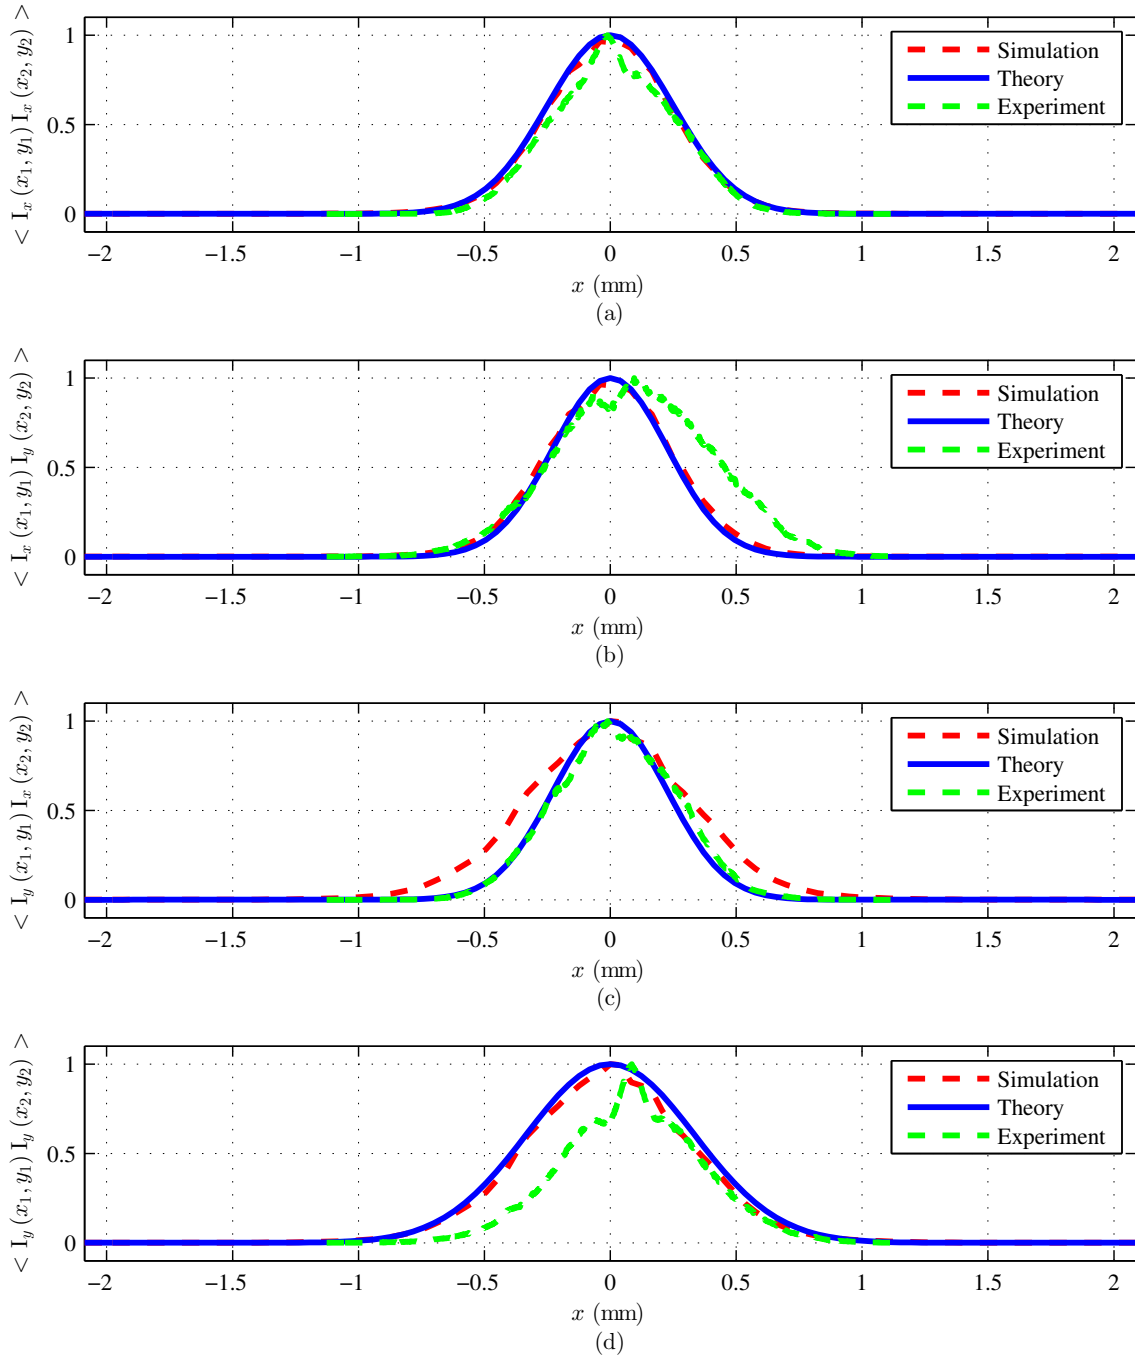 < I_x (x_1, y_1) I_x (x_2, y_2) >
1
0.5
0
Simulation
Theory
Experiment
−2 −1.5 −1 −0.5 0 0.5 1 1.5 2
x (mm)
(a)
< I_x (x_1, y_1) I_y (x_2, y_2) >
1
0.5
0
Simulation
Theory
Experiment
−2 −1.5 −1 −0.5 0 0.5 1 1.5 2
x (mm)
(b)
< I_y (x_1, y_1) I_x (x_2, y_2) >
1
0.5
0
Simulation
Theory
Experiment
−2 −1.5 −1 −0.5 0 0.5 1 1.5 2
x (mm)
(c)
< I_y (x_1, y_1) I_y (x_2, y_2) >
1
0.5
0
Simulation
Theory
Experiment
−2 −1.5 −1 −0.5 0 0.5 1 1.5 2
x (mm)
(d)